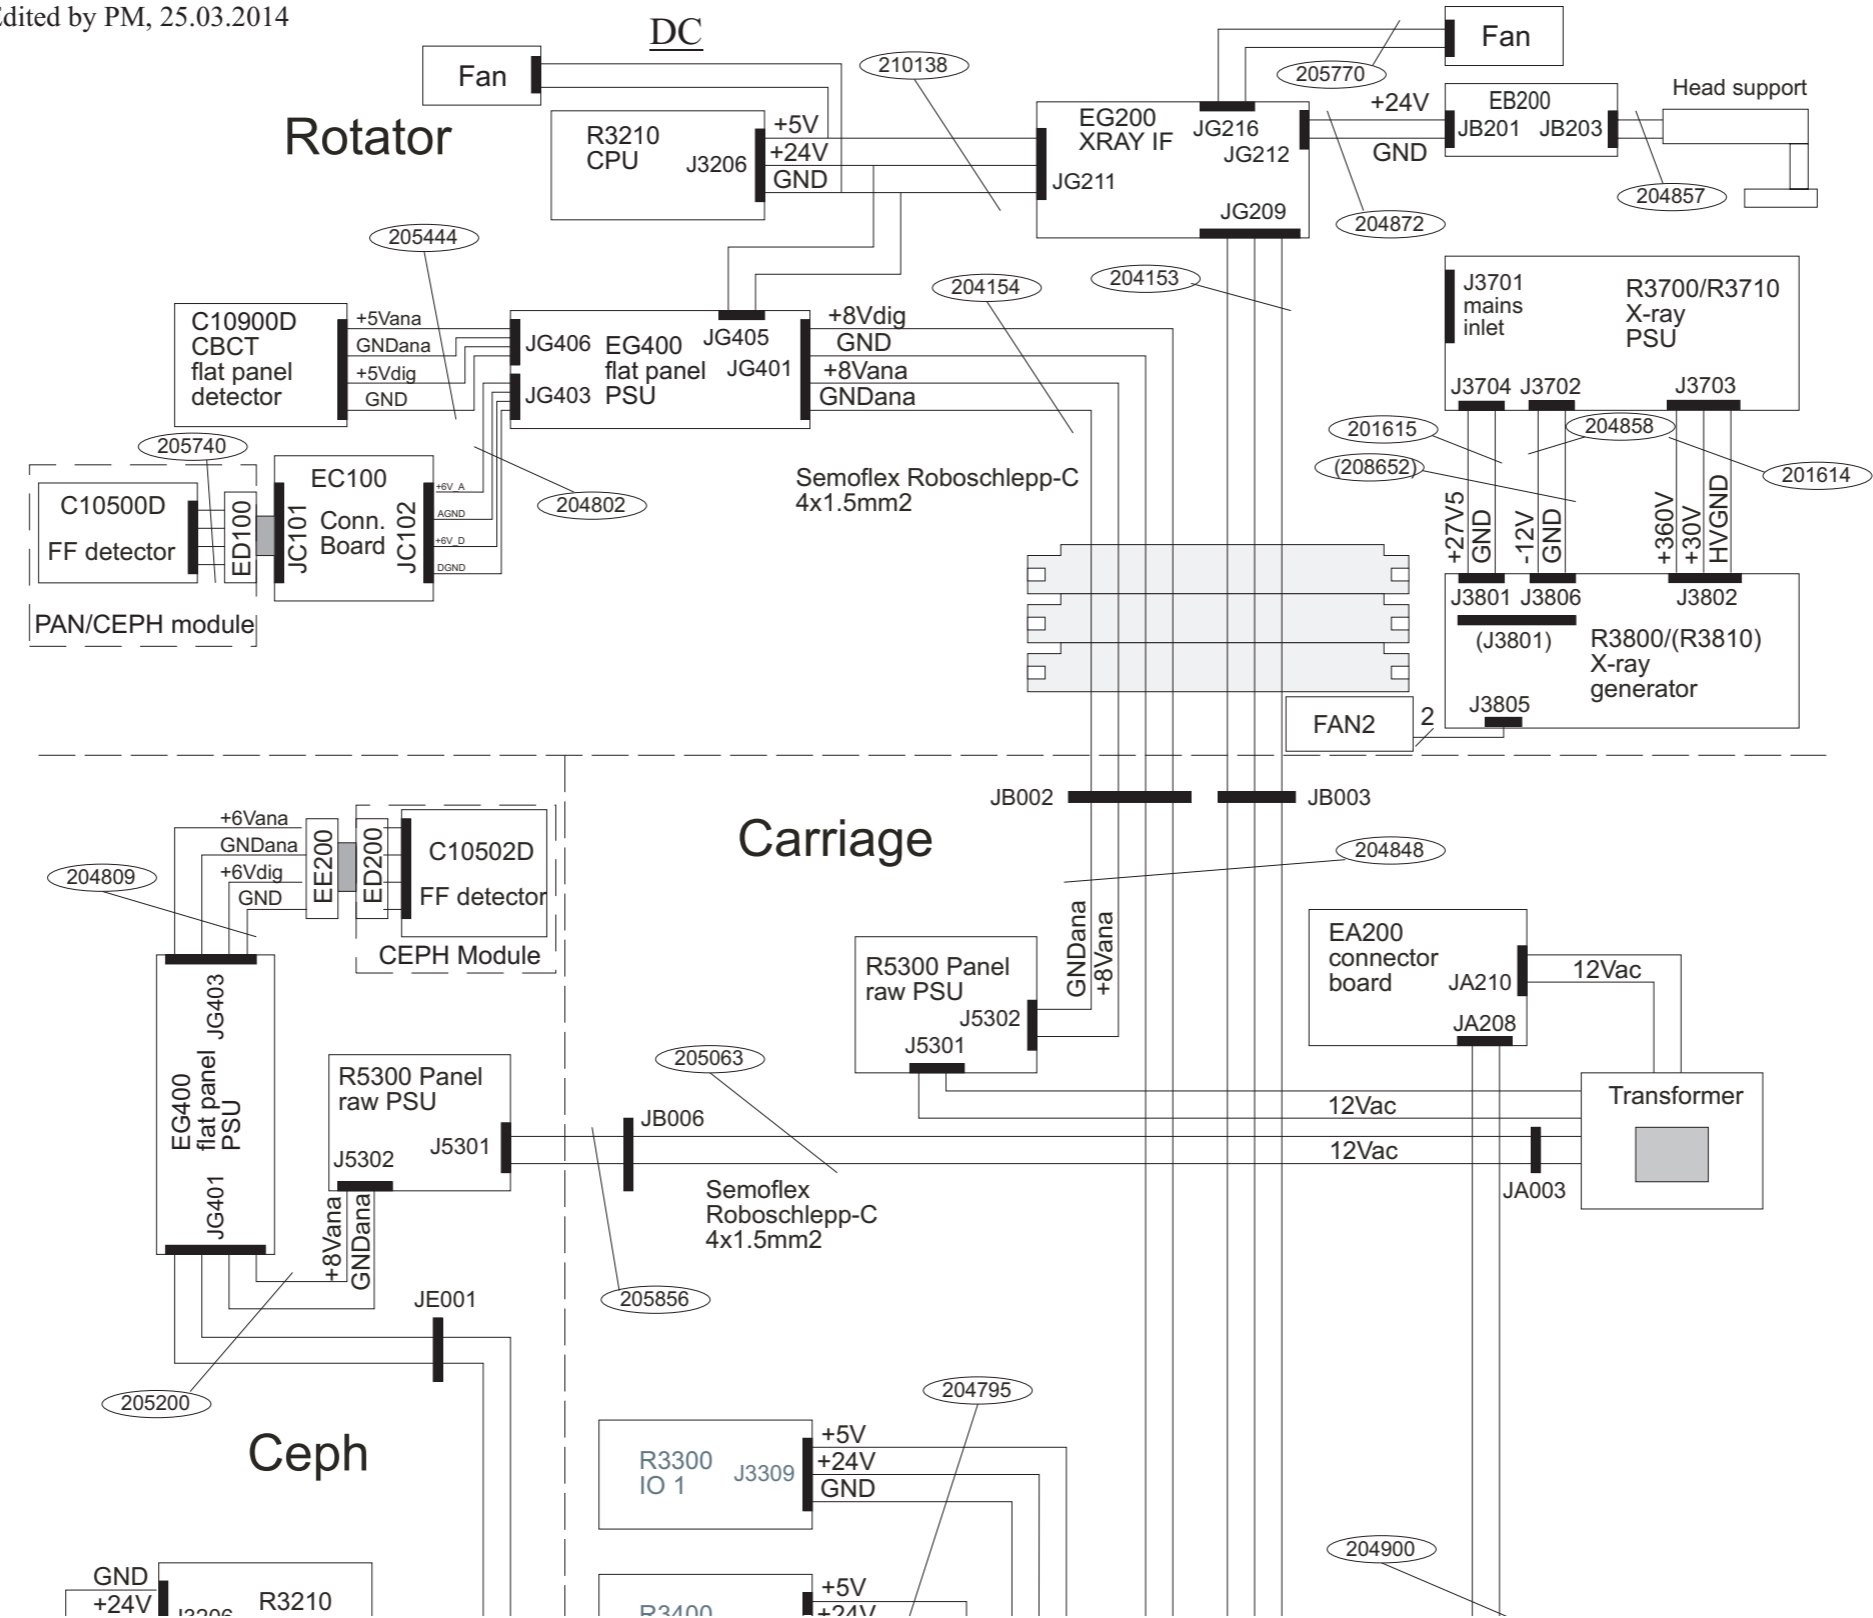 Edited by PM, 25.03.2014
DC
Fan
210138
205770
Fan
Rotator
R3210
CPU
J3206
+5V
+24V
GND
EG200
XRAY IF
JG216
JG212
JG211
JG209
+24V
GND
EB200
JB201
JB203
Head support
204857
204872
205444
204154
204153
C10900D
CBCT
flat panel
detector
+5Vana
GNDana
+5Vdig
GND
JG406
JG403
EG400
flat panel
PSU
JG405
JG401
+8Vdig
GND
+8Vana
GNDana
J3701
mains
inlet
R3700/R3710
X-ray
PSU
J3704
J3702
J3703
201615
204858
(208652)
201614
205740
C10500D
FF detector
ED100
PAN/CEPH module
EC100
Conn.
Board
JC101
JC102
+6V_A
AGND
+6V_D
DGND
204802
Semoflex Roboschlepp-C
4x1.5mm2
+27V5
GND
-12V
GND
+360V
+30V
HVGND
J3801
J3806
J3802
(J3801)
R3800/(R3810)
X-ray
generator
J3805
FAN2
2
JB002
JB003
Carriage
204848
+6Vana
GNDana
+6Vdig
GND
204809
EE200
ED200
C10502D
FF detector
CEPH Module
GNDana
+8Vana
R5300 Panel
raw PSU
J5302
J5301
EA200
connector
board
JA210
JA208
12Vac
JG403
EG400
flat panel
PSU
JG401
R5300 Panel
raw PSU
J5301
J5302
+8Vana
GNDana
205063
JB006
12Vac
12Vac
Transformer
JA003
Semoflex
Roboschlepp-C
4x1.5mm2
205856
JE001
205200
Ceph
204795
R3300
IO 1
J3309
+5V
+24V
GND
204900
GND
+24V
J3206
R3210
R3400
+5V
+24V